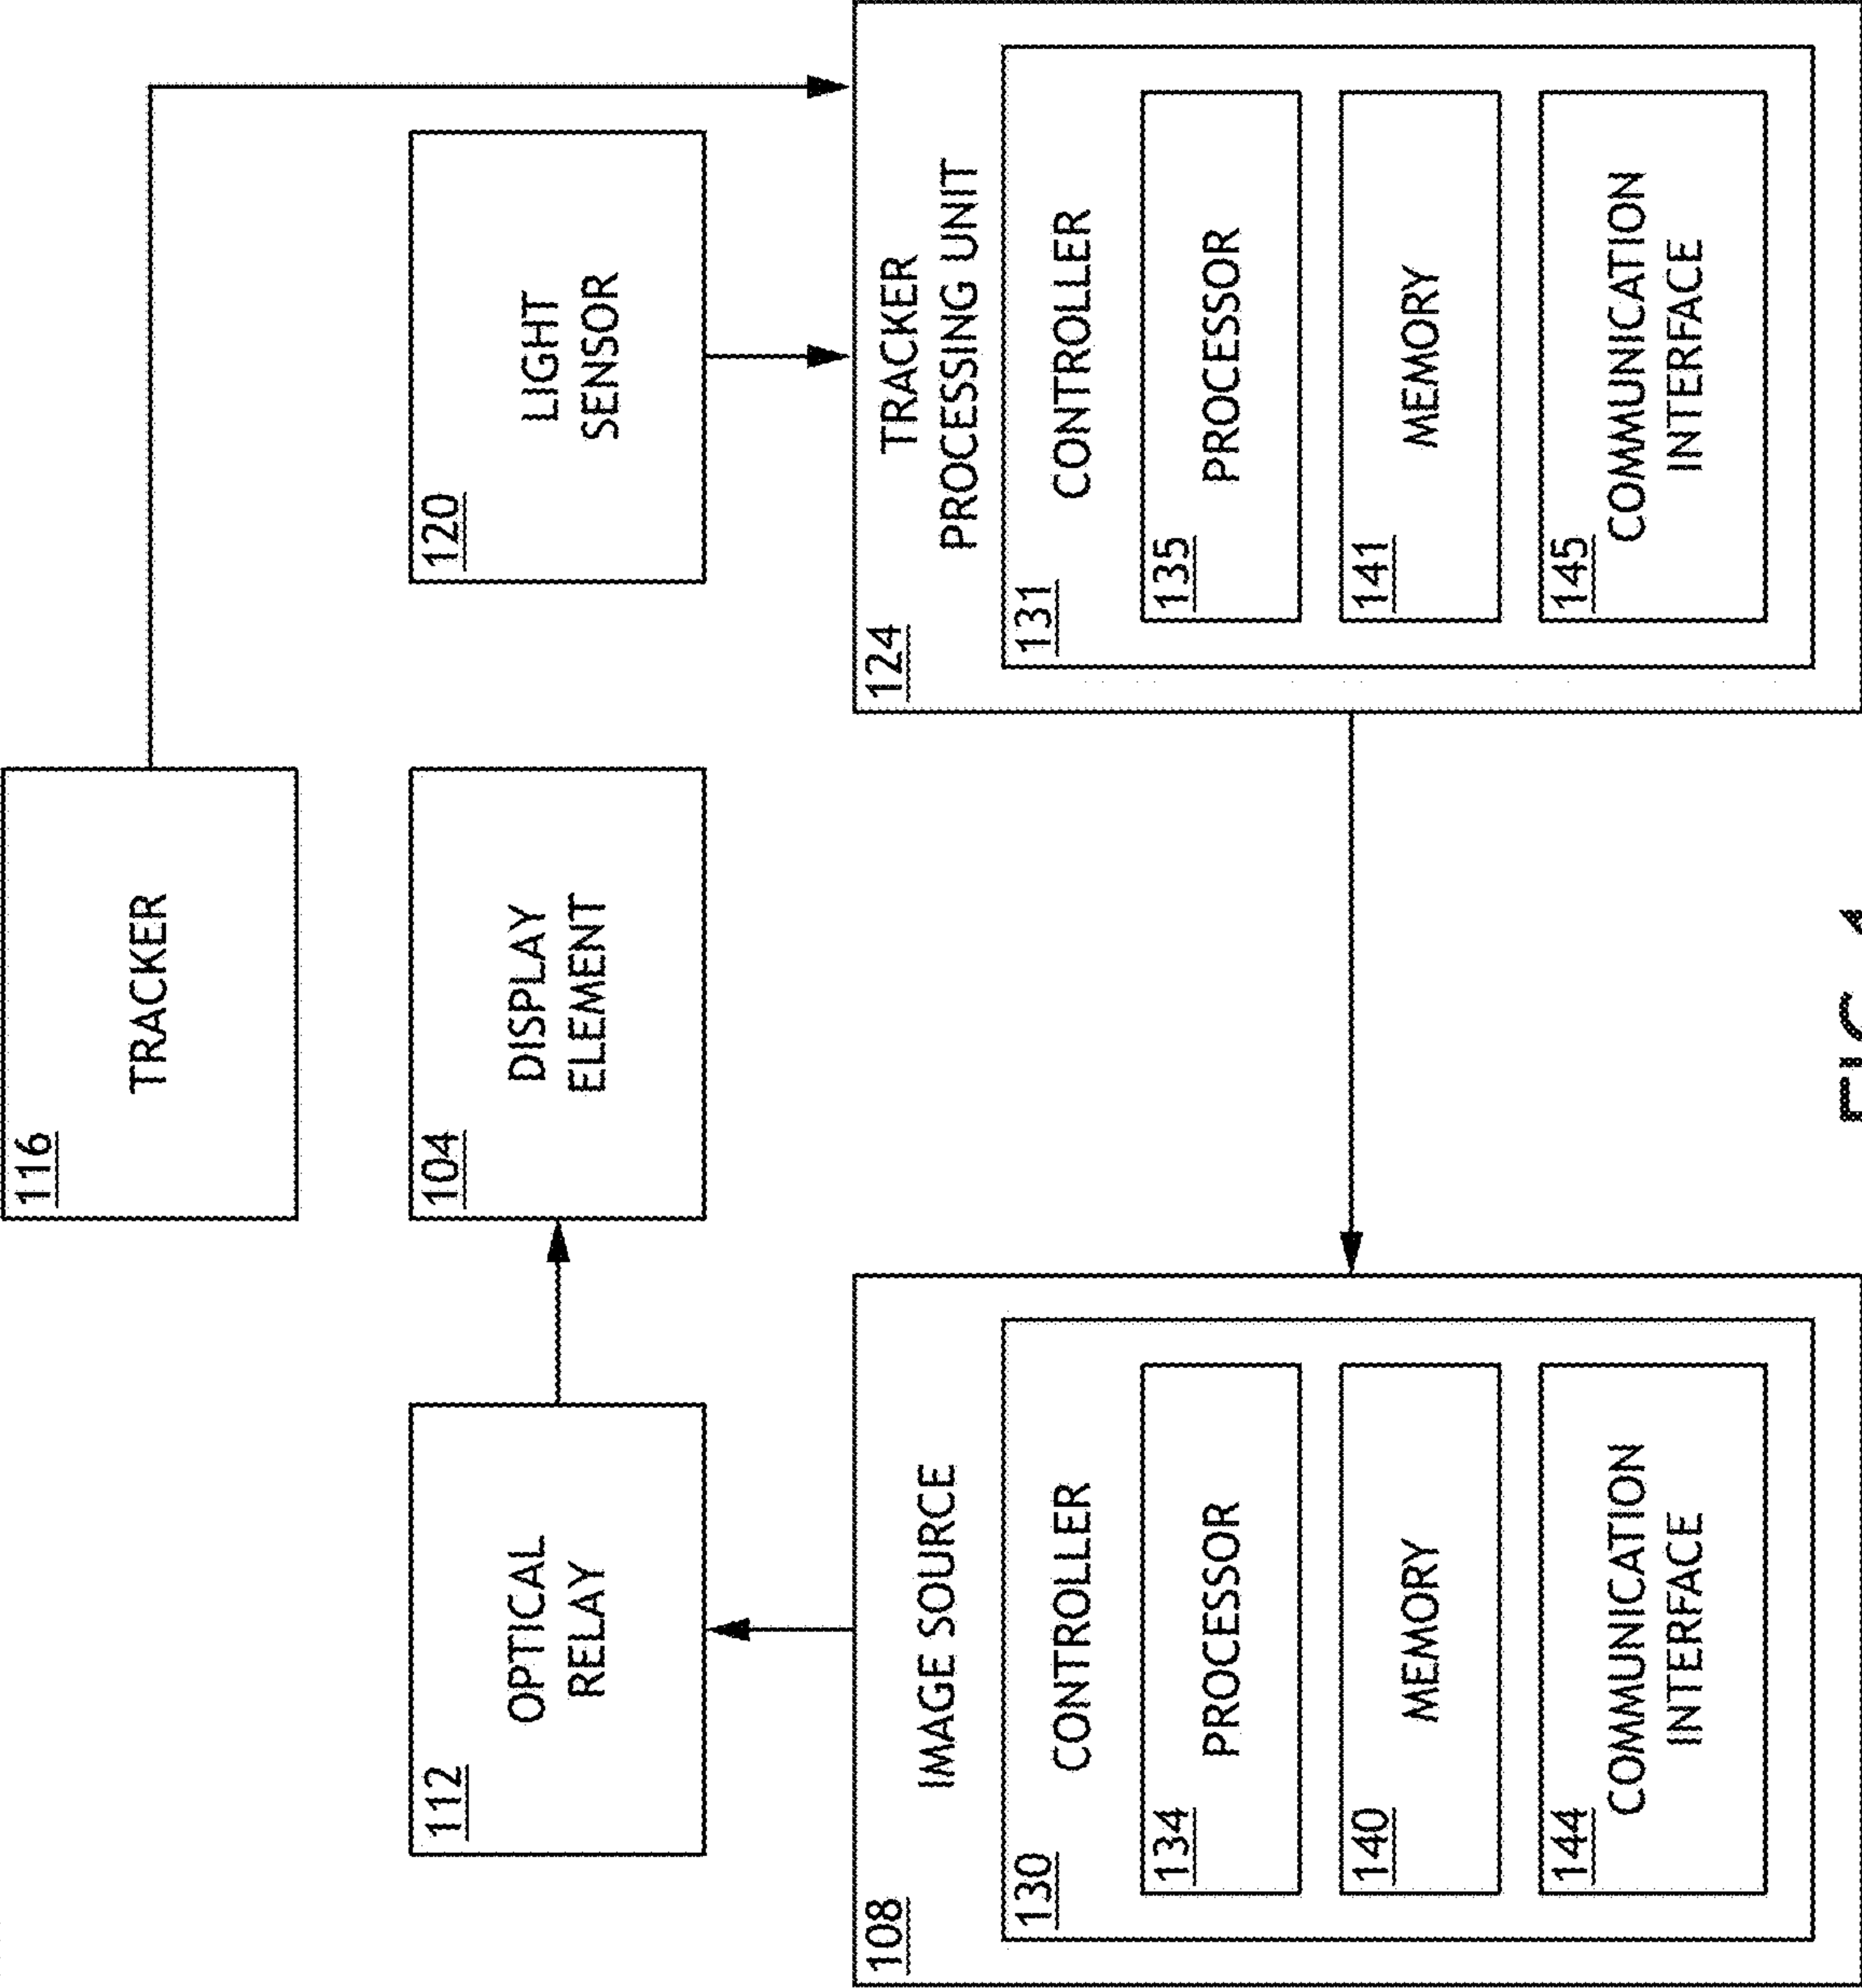 116
TRACKER
112
OPTICAL
RELAY
104
DISPLAY
ELEMENT
120
LIGHT
SENSOR
108
IMAGE SOURCE
130
CONTROLLER
134
PROCESSOR
140
MEMORY
144
COMMUNICATION
INTERFACE
124
TRACKER
PROCESSING UNIT
131
CONTROLLER
135
PROCESSOR
141
MEMORY
145
COMMUNICATION
INTERFACE